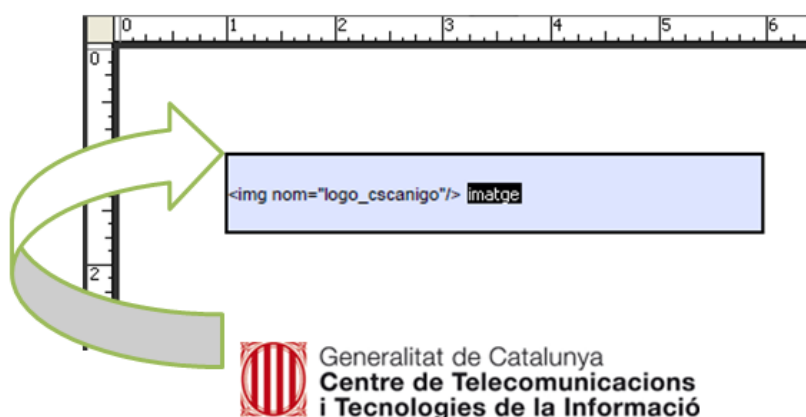 0 1 2 3 4 5 6
0
<img nom="logo_cscanigo"/> imatge
2
Generalitat de Catalunya
Centre de Telecomunicacions
i Tecnologies de la Informació